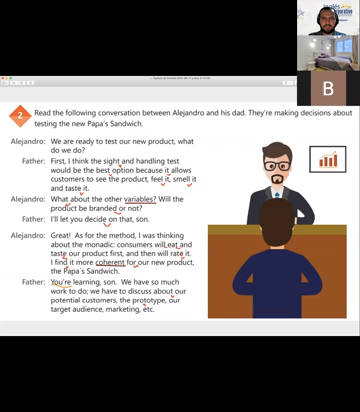 Inglés
corporativo
B
2 Read the following conversation between Alejandro and his dad. They're making decisions about
testing the new Papa's Sandwich.
Alejandro: We are ready to test our new product, what
do we do?
Father: First, I think the sight and handling test
would be the best option because it allows
customers to see the product, feel it, smell it
and taste it.
Alejandro: What about the other variables? Will the
product be branded or not?
Father: I'll let you decide on that, son.
Alejandro: Great! As for the method, I was thinking
about the monadic: consumers will eat and
taste our product first, and then will rate it.
I find it more coherent for our new product,
the Papa's Sandwich.
Father: You're learning, son. We have so much
work to do; we have to discuss about our
potential customers, the prototype, our
target audience, marketing, etc.